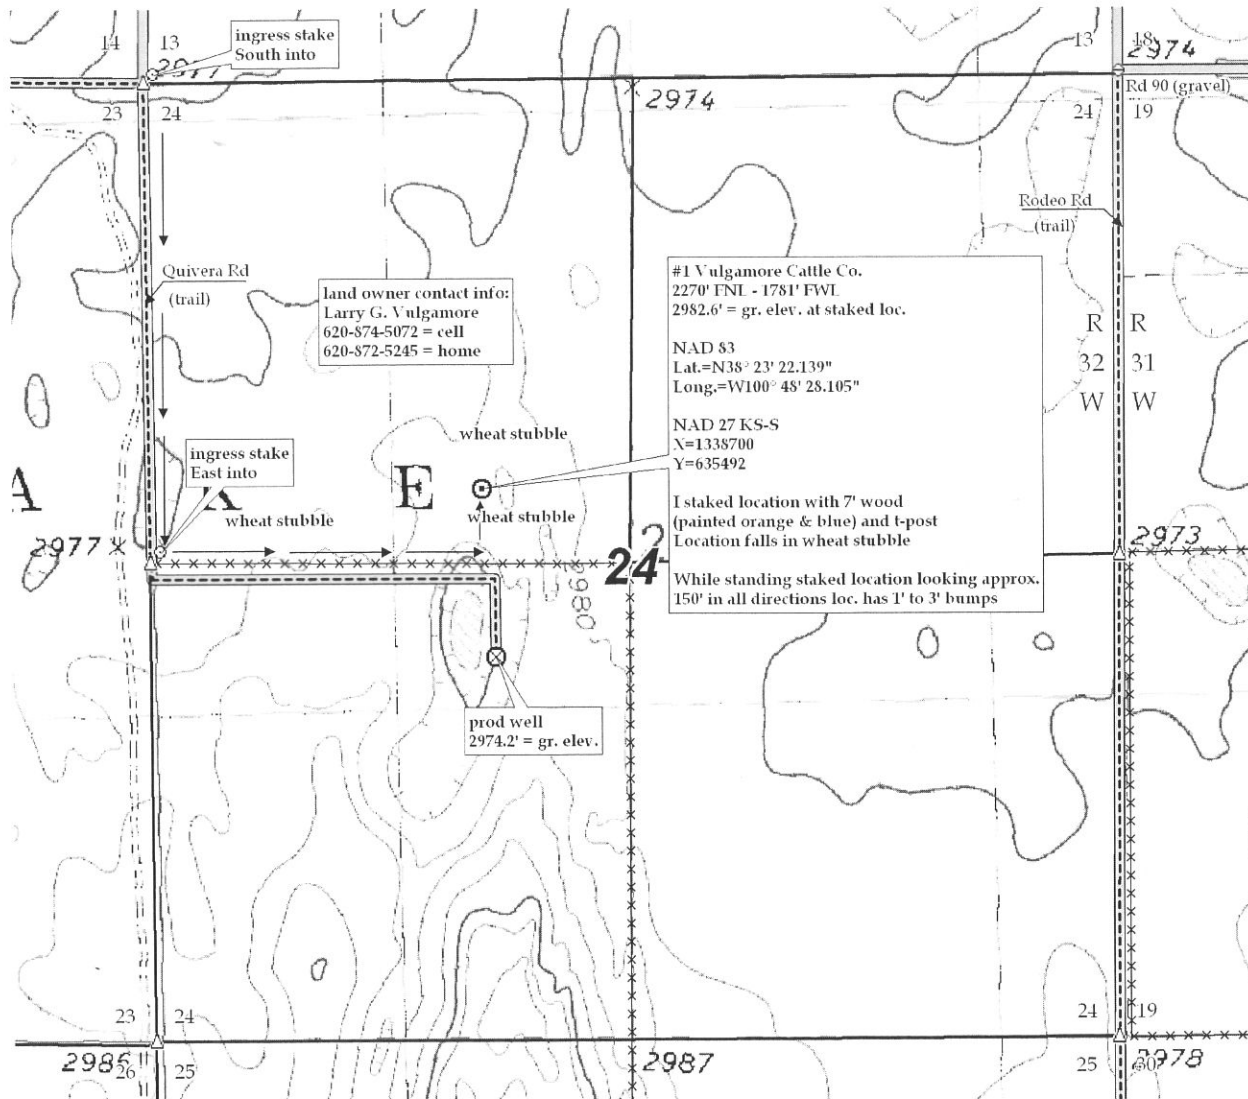 14 13
ingress stake
South into
13 18
2974
2974
Rd 90 (gravel)
23 24
24 19
Rodeo Rd
(trail)
Quivera Rd
(trail)
land owner contact info:
Larry G. Vulgamore
620-874-5072 = cell
620-872-5245 = home
#1 Vulgamore Cattle Co.
2270' FNL - 1781' FWL
2982.6' = gr. elev. at staked loc.
NAD 83
Lat.=N38° 23' 22.139"
Long.=W100° 48' 28.105"
NAD 27 KS-S
X=1338700
Y=635492
I staked location with 7' wood
(painted orange & blue) and t-post
Location falls in wheat stubble
While standing staked location looking approx.
150' in all directions loc. has 1' to 3' bumps
R R
32 31
W W
wheat stubble
ingress stake
East into
A K E
wheat stubble
wheat stubble
2977
24
2973
2980
prod well
2974.2' = gr. elev.
23 24
24 19
2987
2978
26 25
25 30